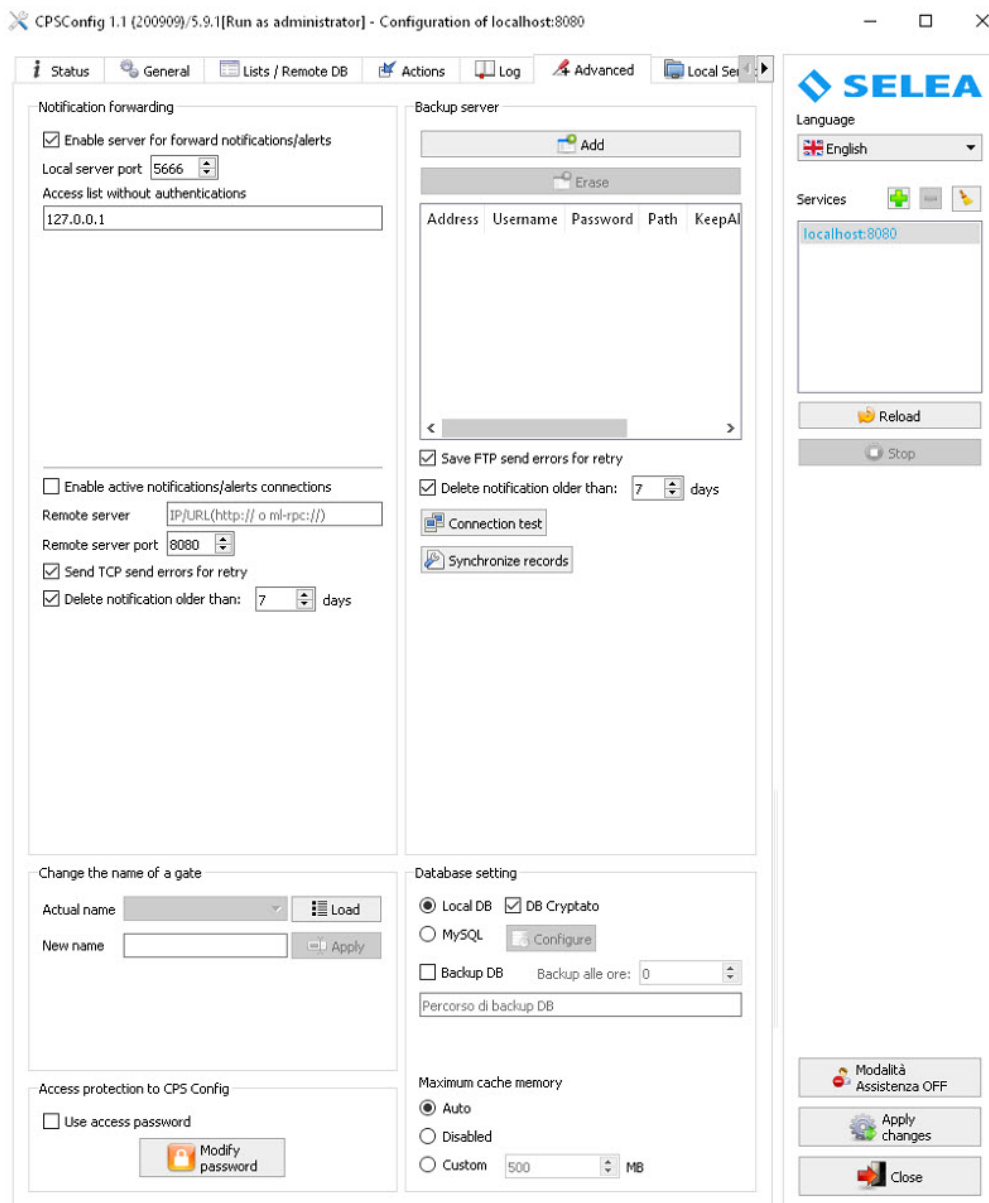 CPSConfig 1.1 (200909)/5.9.1[Run as administrator] - Configuration of localhost:8080
Status
General
Lists / Remote DB
Actions
Log
Advanced
Local Ser
Notification forwarding
Enable server for forward notifications/alerts
Local server port 5666
Access list without authentications
127.0.0.1
Enable active notifications/alerts connections
Remote server IP/URL(http:// o ml-rpc://)
Remote server port 8080
Send TCP send errors for retry
Delete notification older than: 7 days
Backup server
Add
Erase
Address Username Password Path KeepAl
Save FTP send errors for retry
Delete notification older than: 7 days
Connection test
Synchronize records
Change the name of a gate
Actual name Load
New name Apply
Database setting
Local DB DB Cryptato
MySQL Configure
Backup DB Backup alle ore: 0
Percorso di backup DB
Access protection to CPS Config
Use access password
Modify
password
Maximum cache memory
Auto
Disabled
Custom 500 MB
SELEA
Language
English
Services
localhost:8080
Reload
Stop
Modalità
Assistenza OFF
Apply
changes
Close